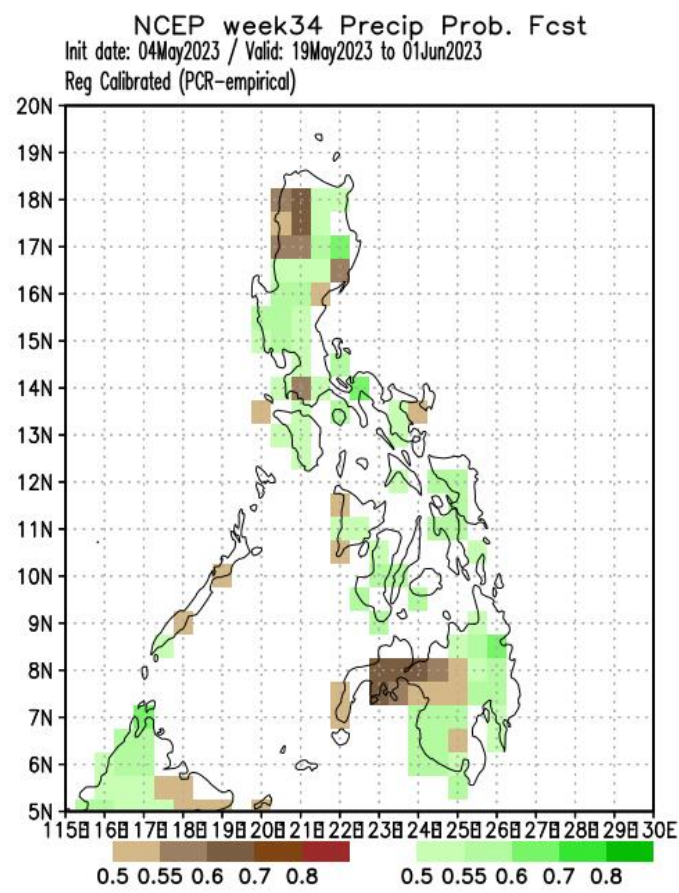 NCEP week34 Precip Prob. Fcst
Init date: 04May2023 / Valid: 19May2023 to 01Jun2023
Reg Calibrated (PCR-empirical)
20N
19N
18N
17N
16N
15N
14N
13N
12N
11N
10N
9N
8N
7N
6N
5N
115E 116E 117E 118E 119E 120E 121E 122E 123E 124E 125E 126E 127E 128E 129E 130E
0.5 0.55 0.6 0.7 0.8 0.5 0.55 0.6 0.7 0.8